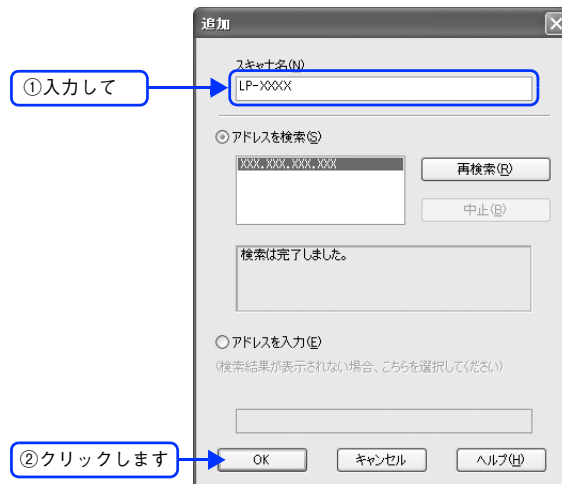 追加
スキャナ名(N)
①入力して
LP-XXXX
アドレスを検索(S)
XXX.XXX.XXX.XXX
再検索(R)
中止(B)
検索は完了しました。
アドレスを入力(E)
(検索結果が表示されない場合、こちらを選択してください)
②クリックします
OK
キャンセル
ヘルプ(H)